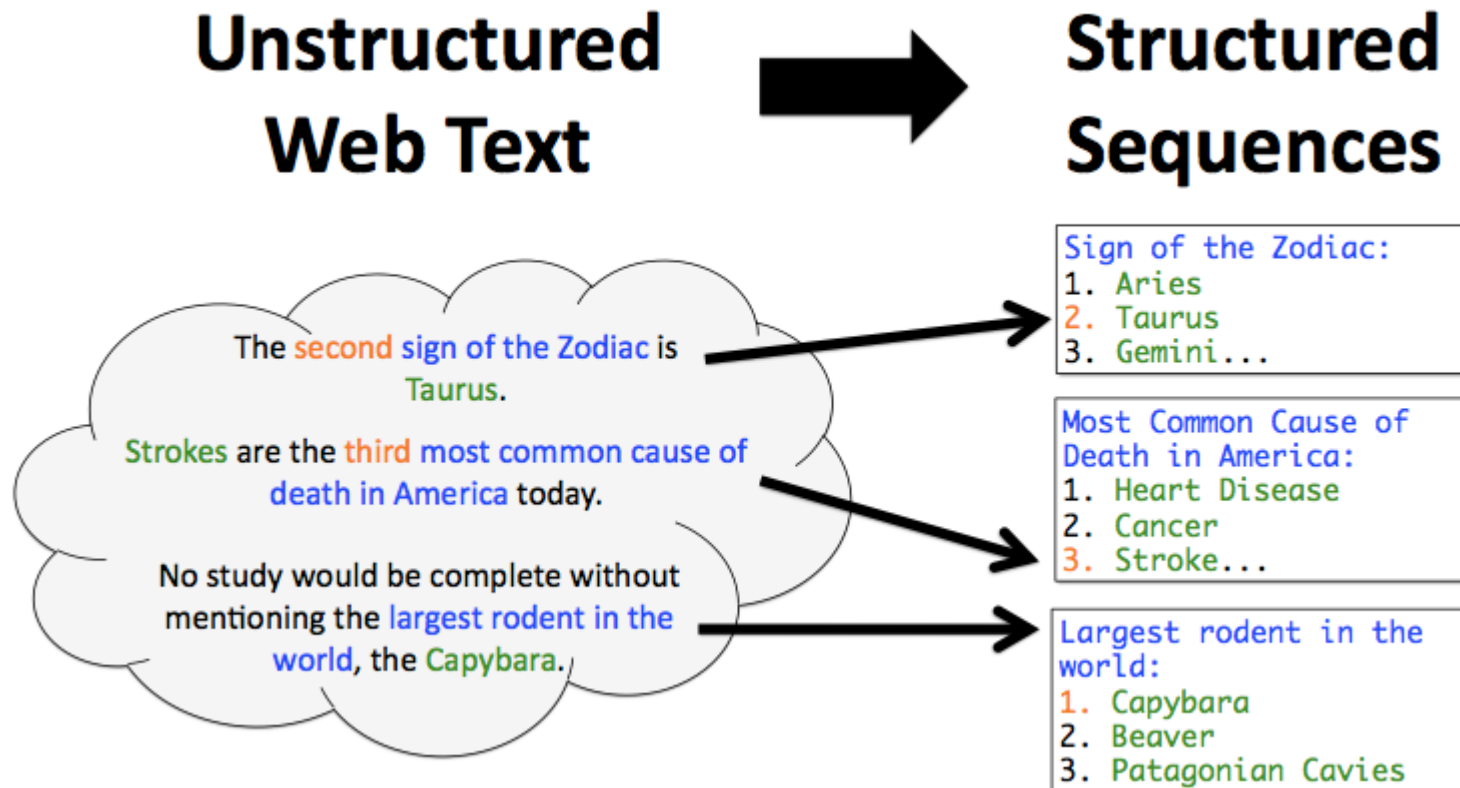 Unstructured
Web Text
Structured
Sequences
The second sign of the Zodiac is
Taurus.
Strokes are the third most common cause of
death in America today.
No study would be complete without
mentioning the largest rodent in the
world, the Capybara.
Sign of the Zodiac:
1. Aries
2. Taurus
3. Gemini...
Most Common Cause of
Death in America:
1. Heart Disease
2. Cancer
3. Stroke...
Largest rodent in the
world:
1. Capybara
2. Beaver
3. Patagonian Cavies